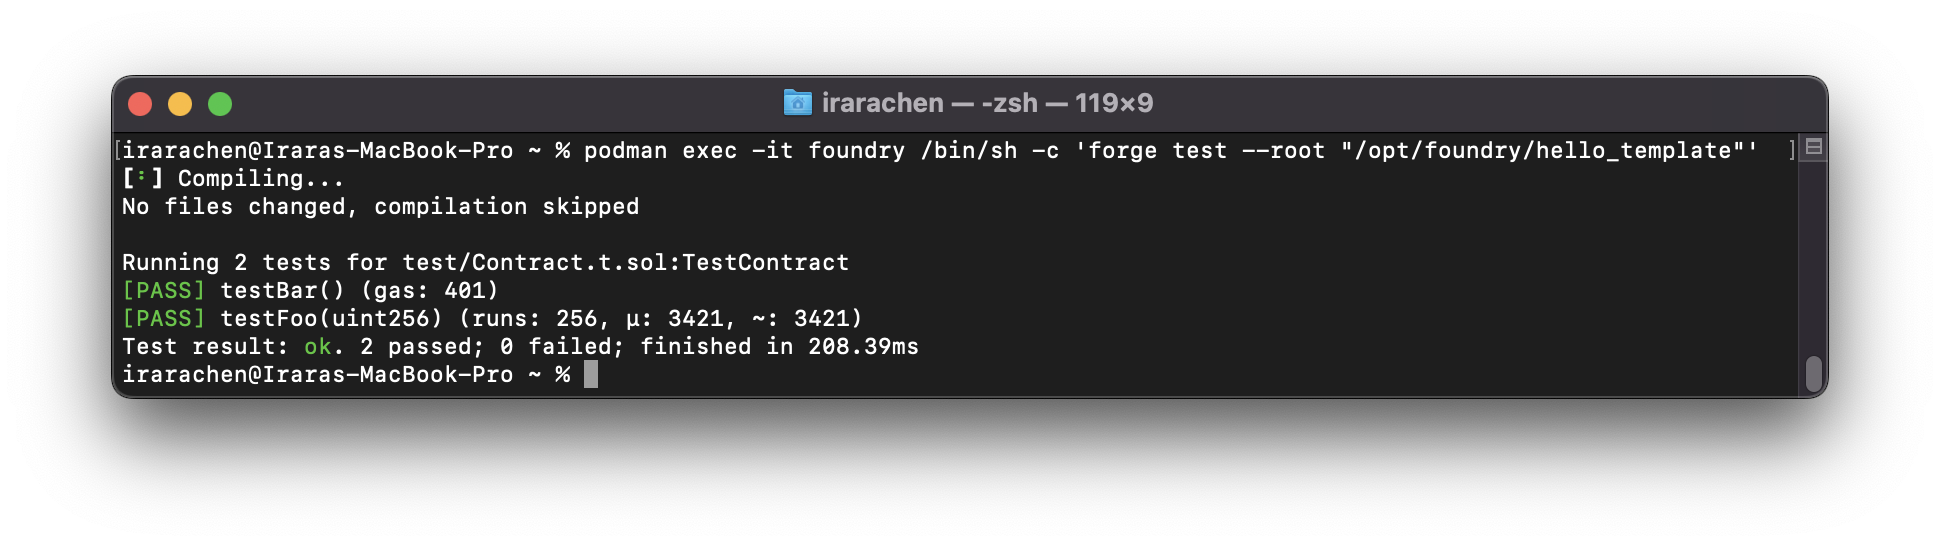 irarachen — -zsh — 119×9
[irarachen@Iraras-MacBook-Pro ~ % podman exec -it foundry /bin/sh -c 'forge test --root "/opt/foundry/hello_template"' ]
[⠃] Compiling...
No files changed, compilation skipped
Running 2 tests for test/Contract.t.sol:TestContract
[PASS] testBar() (gas: 401)
[PASS] testFoo(uint256) (runs: 256, μ: 3421, ~: 3421)
Test result: ok. 2 passed; 0 failed; finished in 208.39ms
irarachen@Iraras-MacBook-Pro ~ %